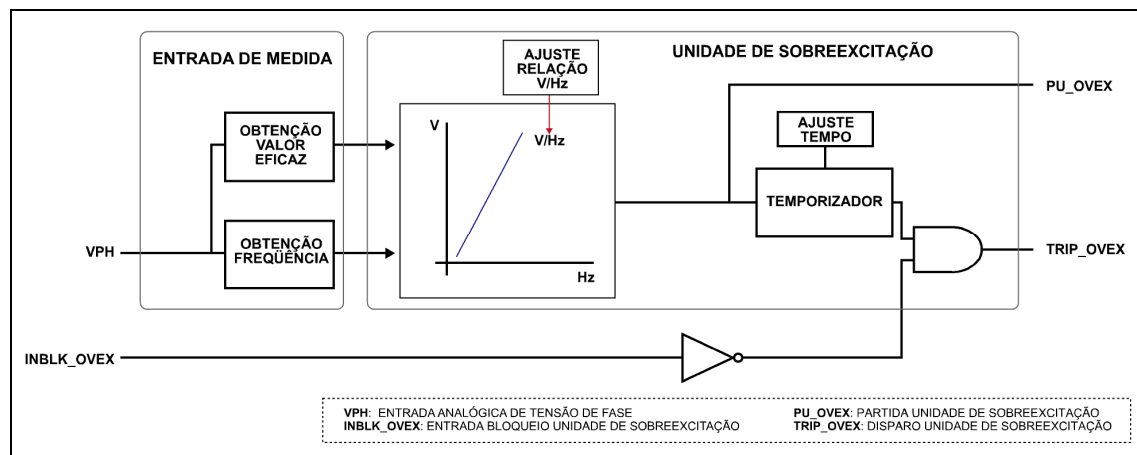 ENTRADA DE MEDIDA
UNIDADE DE SOBREEXCITAÇÃO
AJUSTE
RELAÇÃO
V/Hz
PU_OVEX
OBTENÇÃO
VALOR
EFICAZ
V
V/Hz
AJUSTE
TEMPO
TEMPORIZADOR
VPH
OBTENÇÃO
FREQÜÊNCIA
Hz
TRIP_OVEX
INBLK_OVEX
VPH: ENTRADA ANALÓGICA DE TENSÃO DE FASE
INBLK_OVEX: ENTRADA BLOQUEIO UNIDADE DE SOBREEXCITAÇÃO
PU_OVEX: PARTIDA UNIDADE DE SOBREEXCITAÇÃO
TRIP_OVEX: DISPARO UNIDADE DE SOBREEXCITAÇÃO